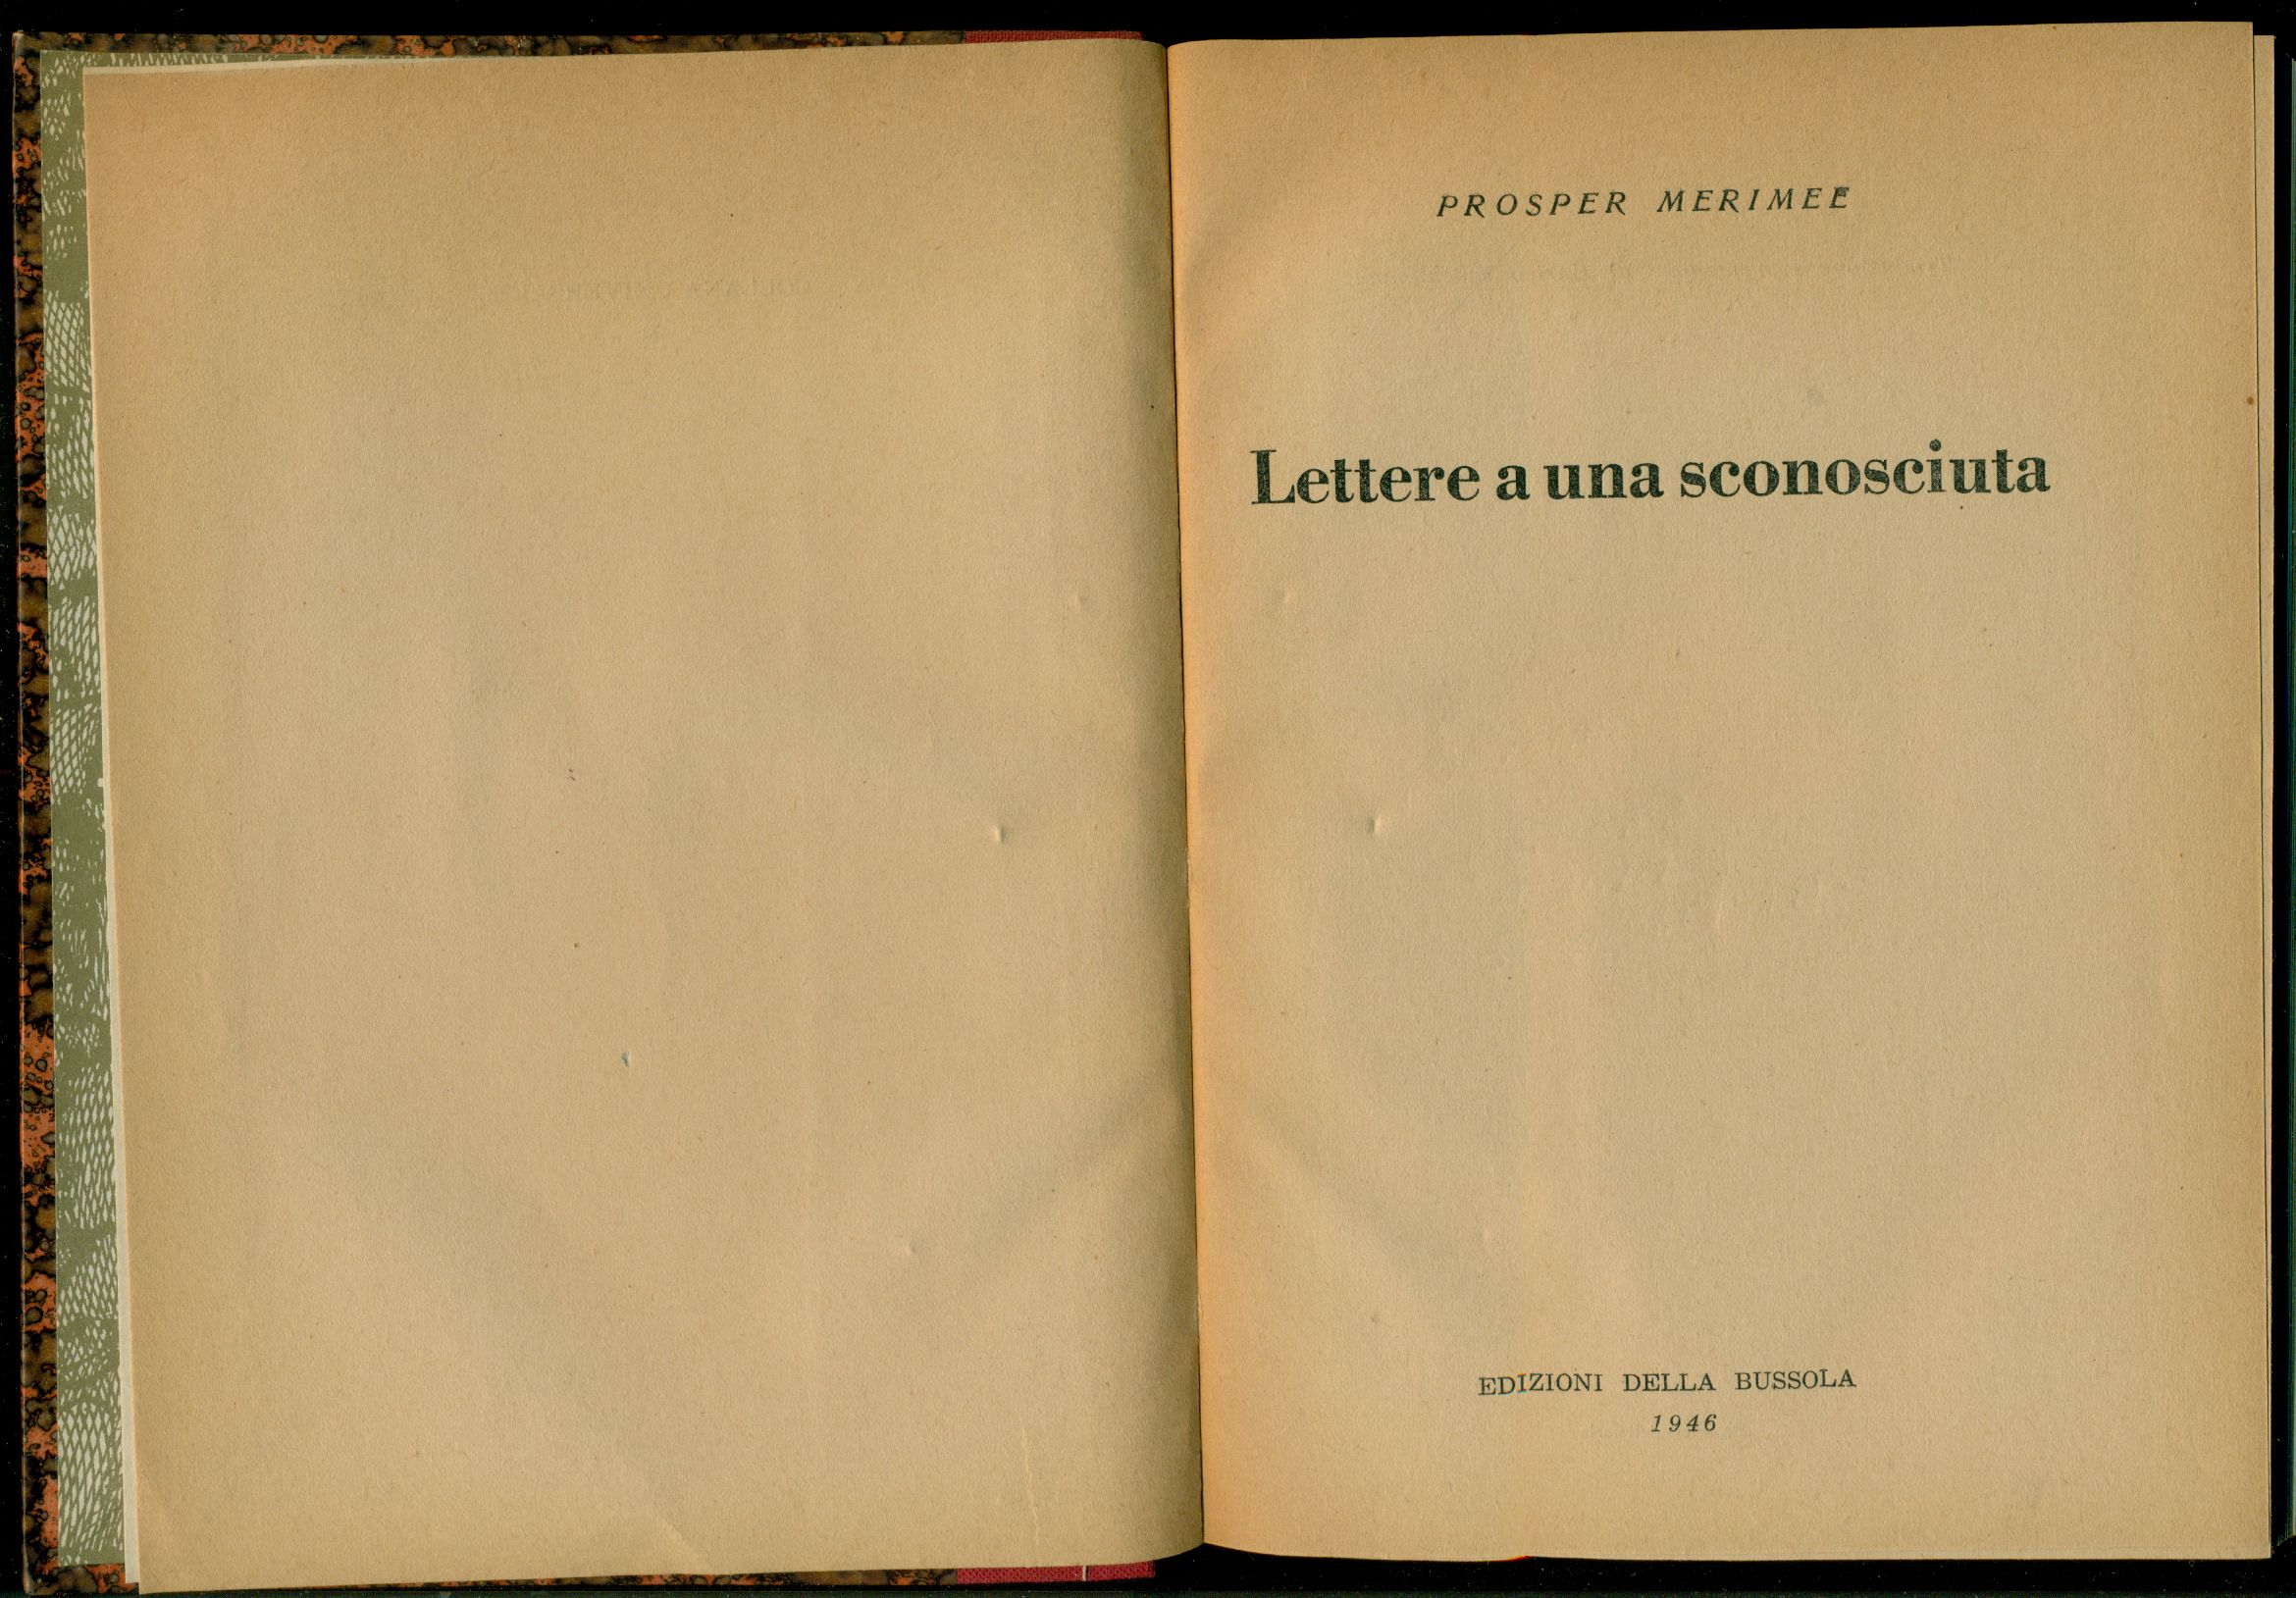 PROSPER MERIMEE
Lettere a una sconosciuta
EDIZIONI DELLA BUSSOLA
1946